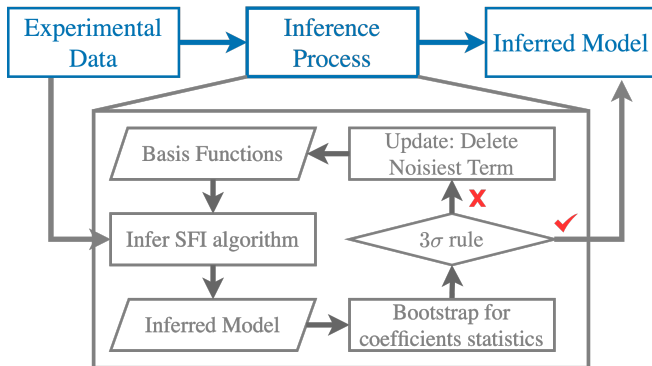 Experimental
Data
Inference
Process
Inferred Model
Basis Functions
Update: Delete
Noisiest Term
Infer SFI algorithm
3σ rule
Inferred Model
Bootstrap for
coefficients statistics